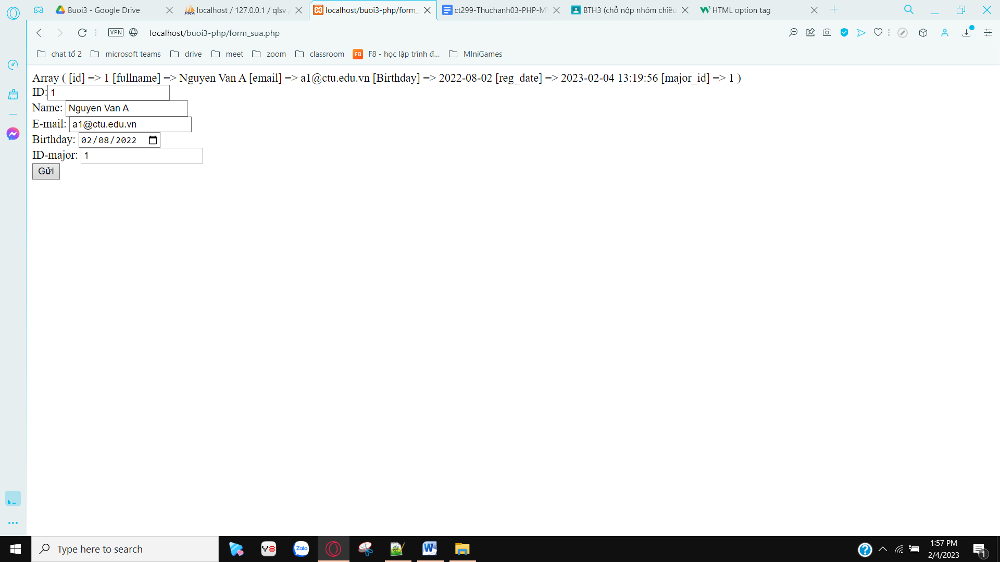 Buoi3 - Google Drive
PMA localhost / 127.0.0.1 / qlsv /
localhost/buoi3-php/form_
ct299-Thuchanh03-PHP-MY
BTH3 (chỗ nộp nhóm chiều
HTML option tag
VPN localhost/buoi3-php/form_sua.php
chat tổ 2 microsoft teams drive meet zoom classroom F8 F8 - học lập trình đ... MIniGames
Array ( [id] => 1 [fullname] => Nguyen Van A [email] => a1@ctu.edu.vn [Birthday] => 2022-08-02 [reg_date] => 2023-02-04 13:19:56 [major_id] => 1 )
ID: 1
Name: Nguyen Van A
E-mail: a1@ctu.edu.vn
Birthday: 02/08/2022
ID-major: 1
Gửi
Type here to search
Zalo
1:57 PM
2/4/2023
1